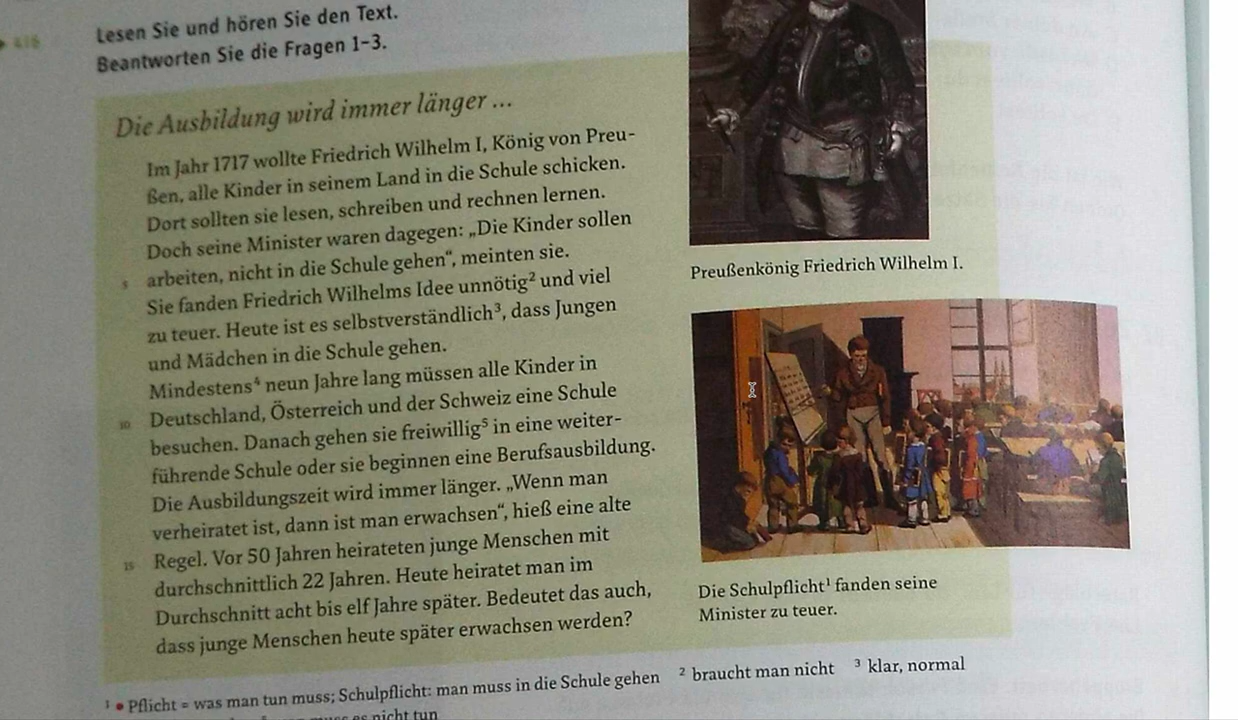 416
Lesen Sie und hören Sie den Text.
Beantworten Sie die Fragen 1–3.
Die Ausbildung wird immer länger ...
Im Jahr 1717 wollte Friedrich Wilhelm I, König von Preu-
ßen, alle Kinder in seinem Land in die Schule schicken.
Dort sollten sie lesen, schreiben und rechnen lernen.
Doch seine Minister waren dagegen: „Die Kinder sollen
5 arbeiten, nicht in die Schule gehen“, meinten sie.
Sie fanden Friedrich Wilhelms Idee unnötig² und viel
zu teuer. Heute ist es selbstverständlich³, dass Jungen
und Mädchen in die Schule gehen.
Mindestens⁴ neun Jahre lang müssen alle Kinder in
10 Deutschland, Österreich und der Schweiz eine Schule
besuchen. Danach gehen sie freiwillig⁵ in eine weiter-
führende Schule oder sie beginnen eine Berufsausbildung.
Die Ausbildungszeit wird immer länger. „Wenn man
verheiratet ist, dann ist man erwachsen“, hieß eine alte
15 Regel. Vor 50 Jahren heirateten junge Menschen mit
durchschnittlich 22 Jahren. Heute heiratet man im
Durchschnitt acht bis elf Jahre später. Bedeutet das auch,
dass junge Menschen heute später erwachsen werden?
Preußenkönig Friedrich Wilhelm I.
Die Schulpflicht¹ fanden seine
Minister zu teuer.
¹ • Pflicht = was man tun muss; Schulpflicht: man muss in die Schule gehen ² braucht man nicht ³ klar, normal
muss es nicht tun